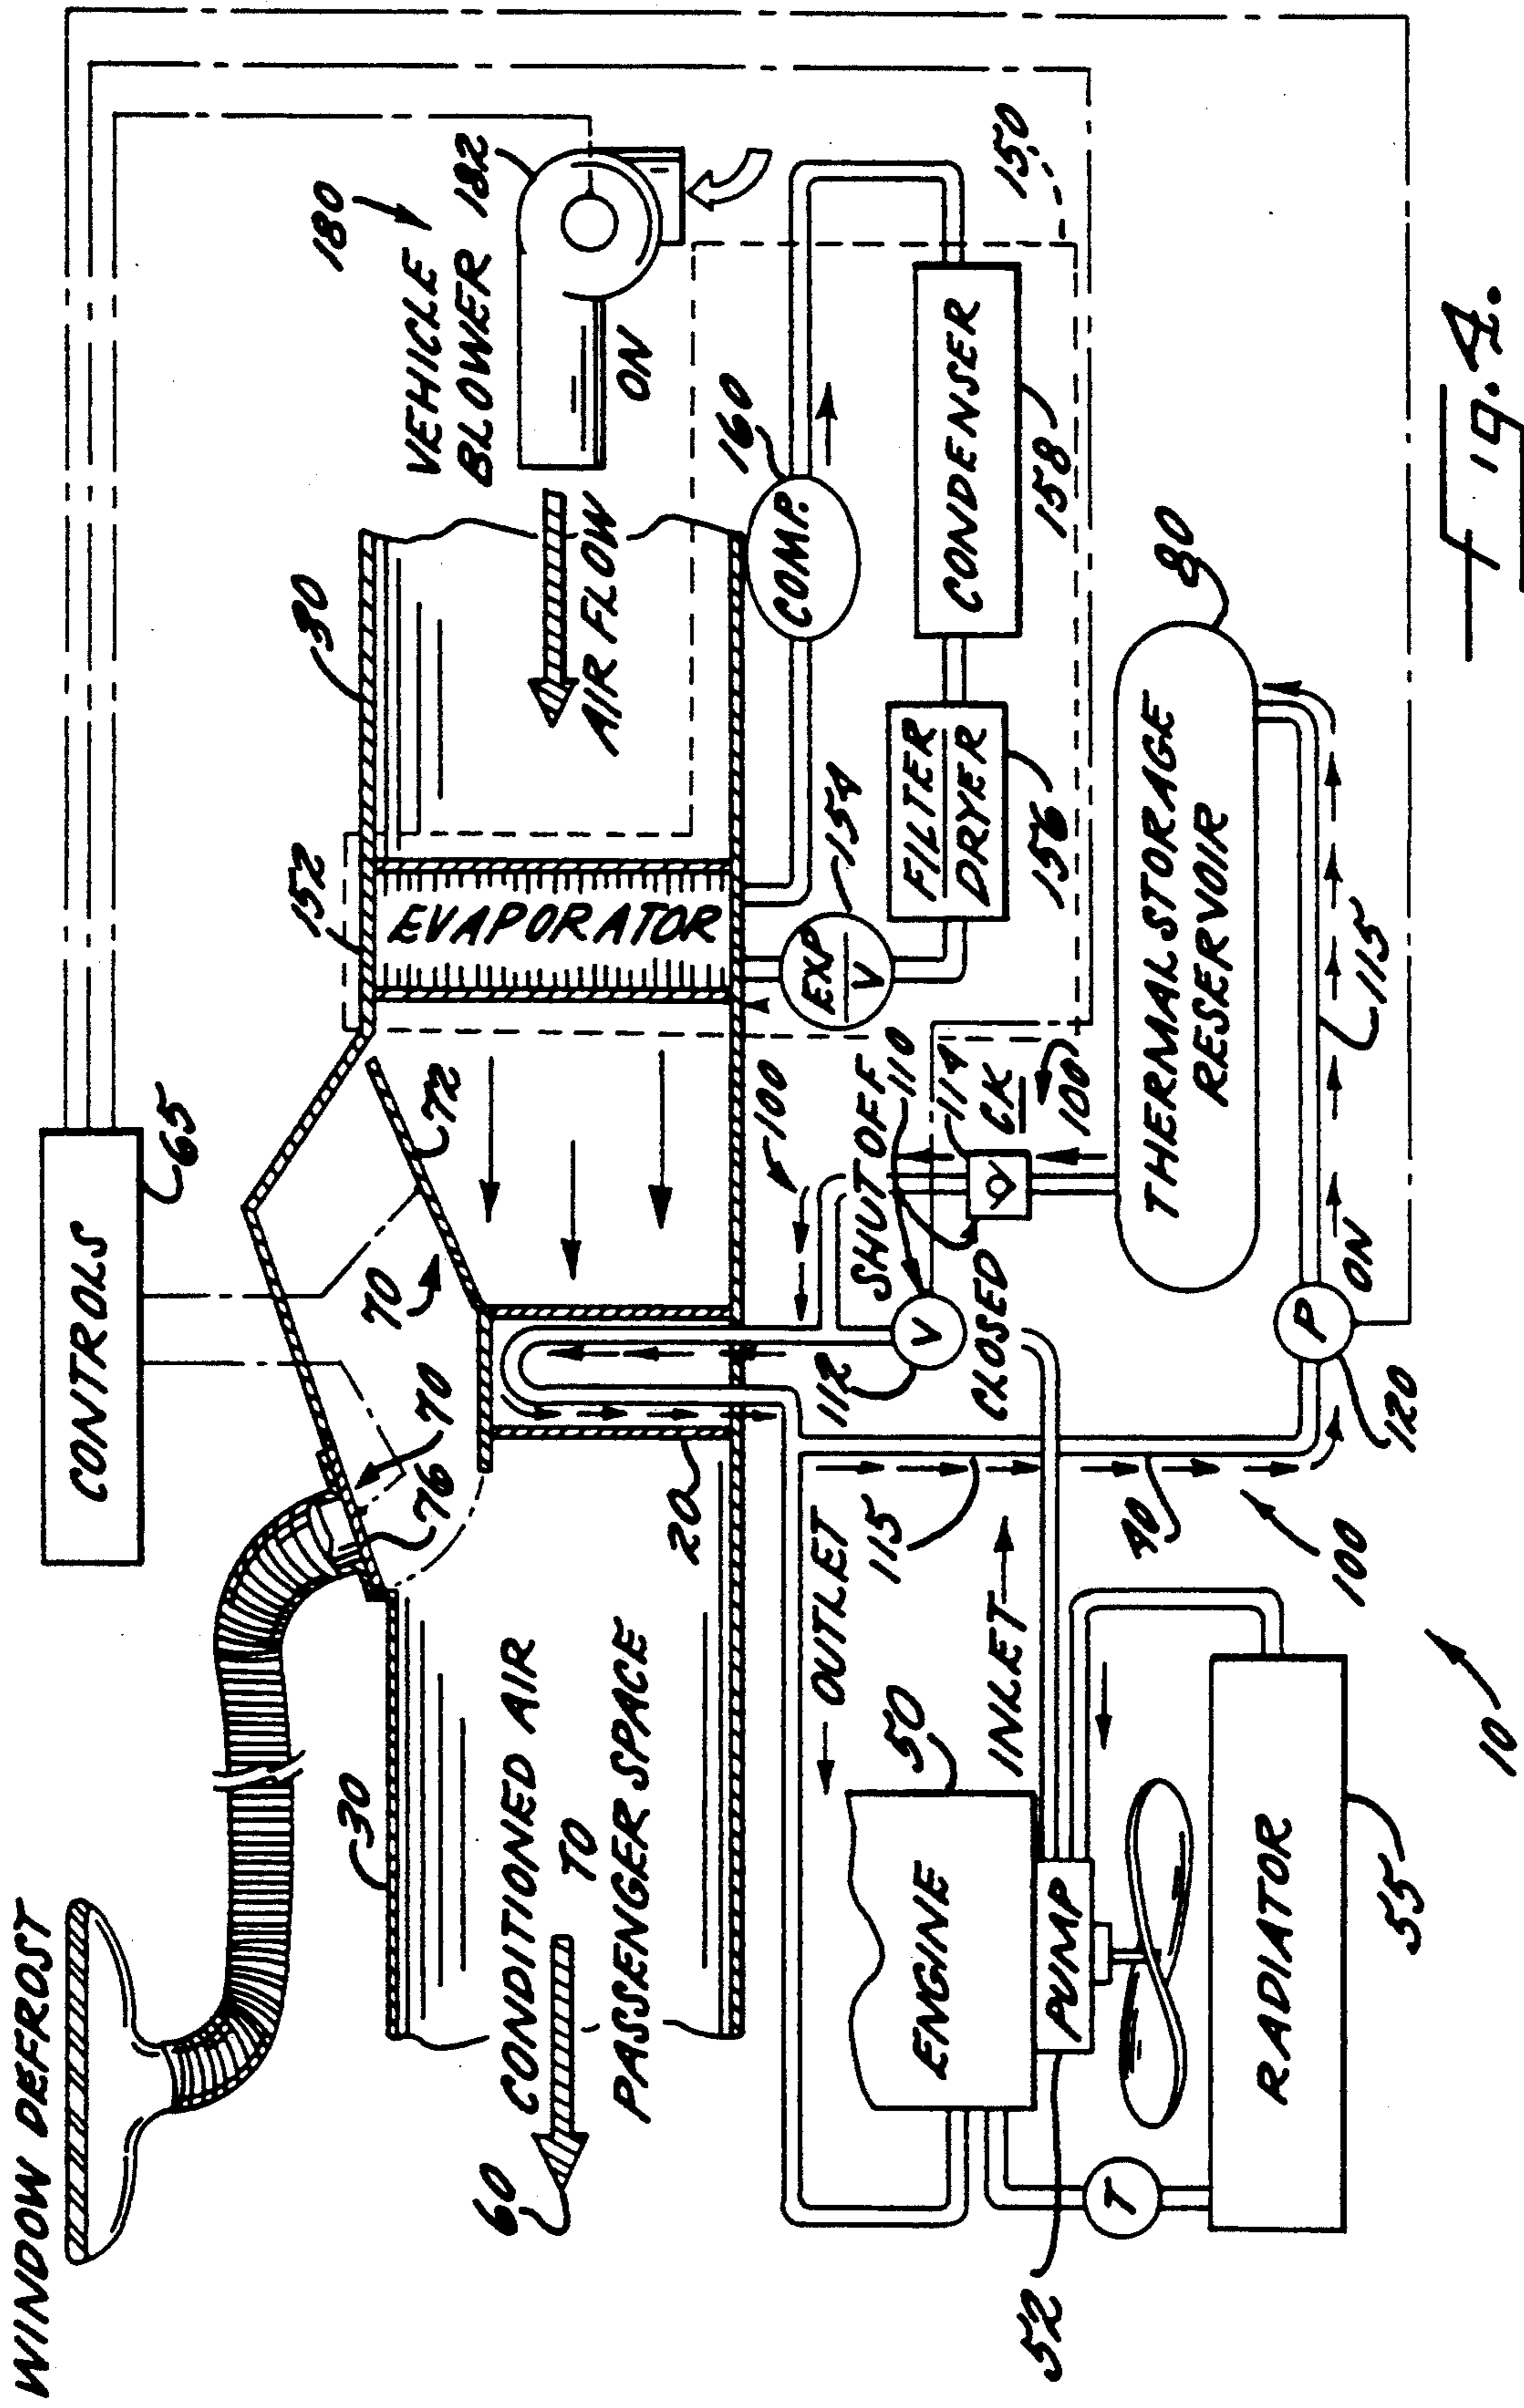 WINDOW DEFROST
CONTROLS
65
180
VEHICLE
BLOWER 182
ON
30
152
30
76
70
70
72
EVAPORATOR
AIR FLOW
60
CONDITIONED AIR
TO
PASSENGER SPACE
20
100
COMP.
160
150
OUTLET
115
112
SHUT OFF
110
V
CLOSED
114
CK
100
EXP
V
154
FILTER
DRYER
156
CONDENSER
158
ENGINE
50
INLET
PUMP
52
T
RADIATOR
55
40
100
10
P
ON
120
THERMAL STORAGE
RESERVOIR
80
115
Fig. 4.